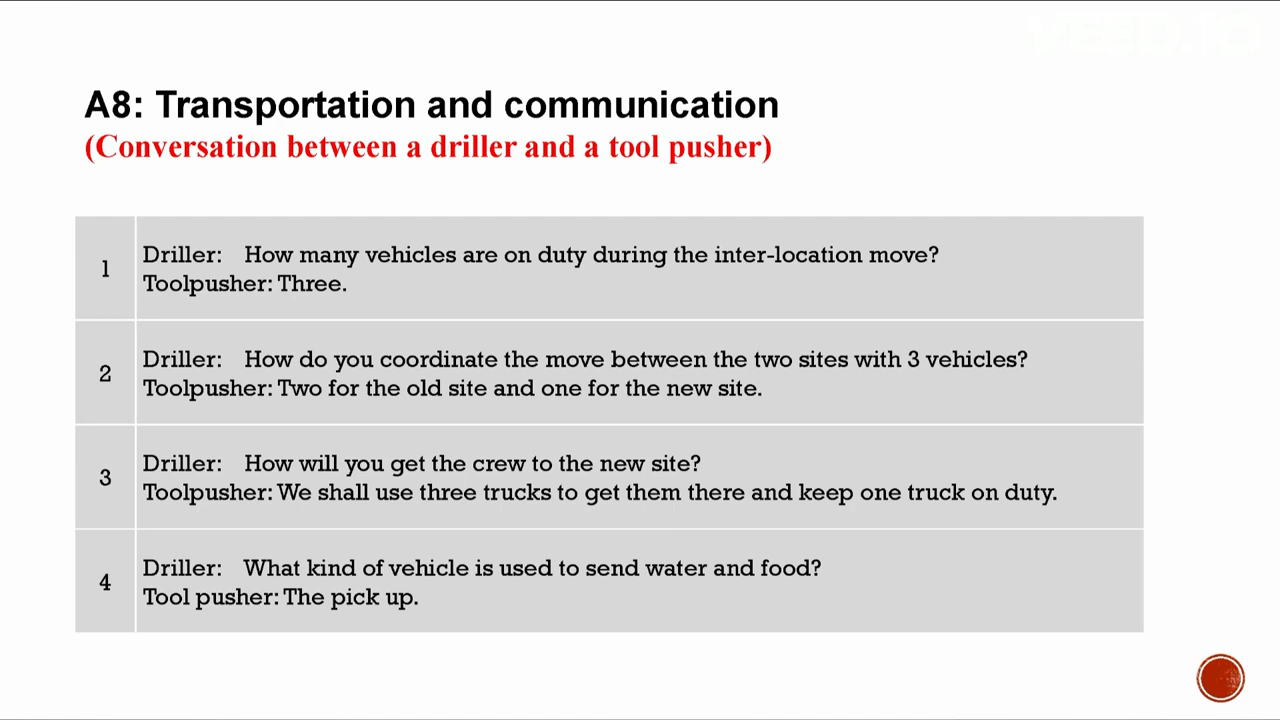 A8: Transportation and communication
(Conversation between a driller and a tool pusher)
1
Driller: How many vehicles are on duty during the inter-location move?
Toolpusher: Three.
2
Driller: How do you coordinate the move between the two sites with 3 vehicles?
Toolpusher: Two for the old site and one for the new site.
3
Driller: How will you get the crew to the new site?
Toolpusher: We shall use three trucks to get them there and keep one truck on duty.
4
Driller: What kind of vehicle is used to send water and food?
Tool pusher: The pick up.
VEED.IO